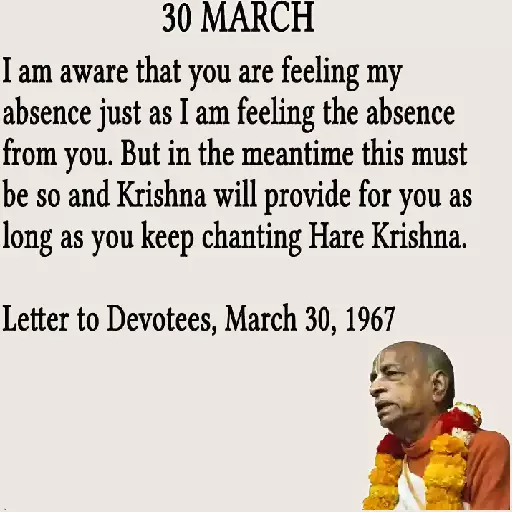 30 MARCH
I am aware that you are feeling my
absence just as I am feeling the absence
from you. But in the meantime this must
be so and Krishna will provide for you as
long as you keep chanting Hare Krishna.
Letter to Devotees, March 30, 1967